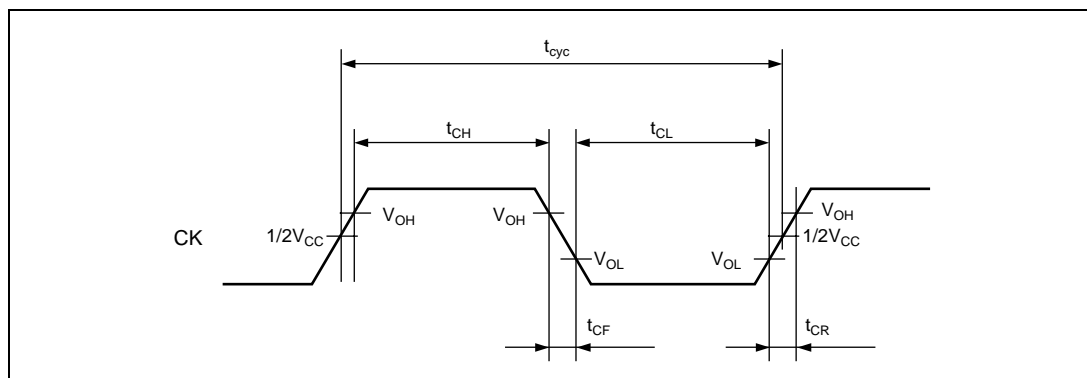 tcyc
tCH
tCL
VOH
VOH
VOH
1/2VCC
1/2VCC
CK
VOL
VOL
tCF
tCR